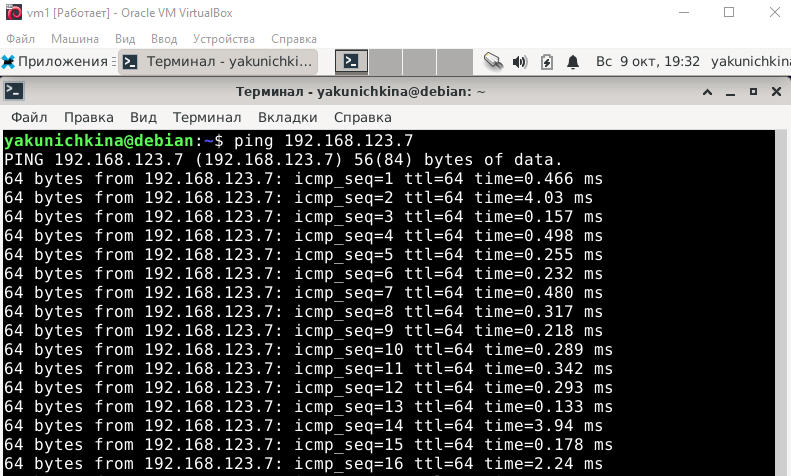 vm1 [Работает] - Oracle VM VirtualBox
Файл Машина Вид Ввод Устройства Справка
Приложения Терминал - yakunichki... Вс 9 окт, 19:32 yakunichkina
Терминал - yakunichkina@debian: ~
Файл Правка Вид Терминал Вкладки Справка
yakunichkina@debian:~$ ping 192.168.123.7
PING 192.168.123.7 (192.168.123.7) 56(84) bytes of data.
64 bytes from 192.168.123.7: icmp_seq=1 ttl=64 time=0.466 ms
64 bytes from 192.168.123.7: icmp_seq=2 ttl=64 time=4.03 ms
64 bytes from 192.168.123.7: icmp_seq=3 ttl=64 time=0.157 ms
64 bytes from 192.168.123.7: icmp_seq=4 ttl=64 time=0.498 ms
64 bytes from 192.168.123.7: icmp_seq=5 ttl=64 time=0.255 ms
64 bytes from 192.168.123.7: icmp_seq=6 ttl=64 time=0.232 ms
64 bytes from 192.168.123.7: icmp_seq=7 ttl=64 time=0.480 ms
64 bytes from 192.168.123.7: icmp_seq=8 ttl=64 time=0.317 ms
64 bytes from 192.168.123.7: icmp_seq=9 ttl=64 time=0.218 ms
64 bytes from 192.168.123.7: icmp_seq=10 ttl=64 time=0.289 ms
64 bytes from 192.168.123.7: icmp_seq=11 ttl=64 time=0.342 ms
64 bytes from 192.168.123.7: icmp_seq=12 ttl=64 time=0.293 ms
64 bytes from 192.168.123.7: icmp_seq=13 ttl=64 time=0.133 ms
64 bytes from 192.168.123.7: icmp_seq=14 ttl=64 time=3.94 ms
64 bytes from 192.168.123.7: icmp_seq=15 ttl=64 time=0.178 ms
64 bytes from 192.168.123.7: icmp_seq=16 ttl=64 time=2.24 ms